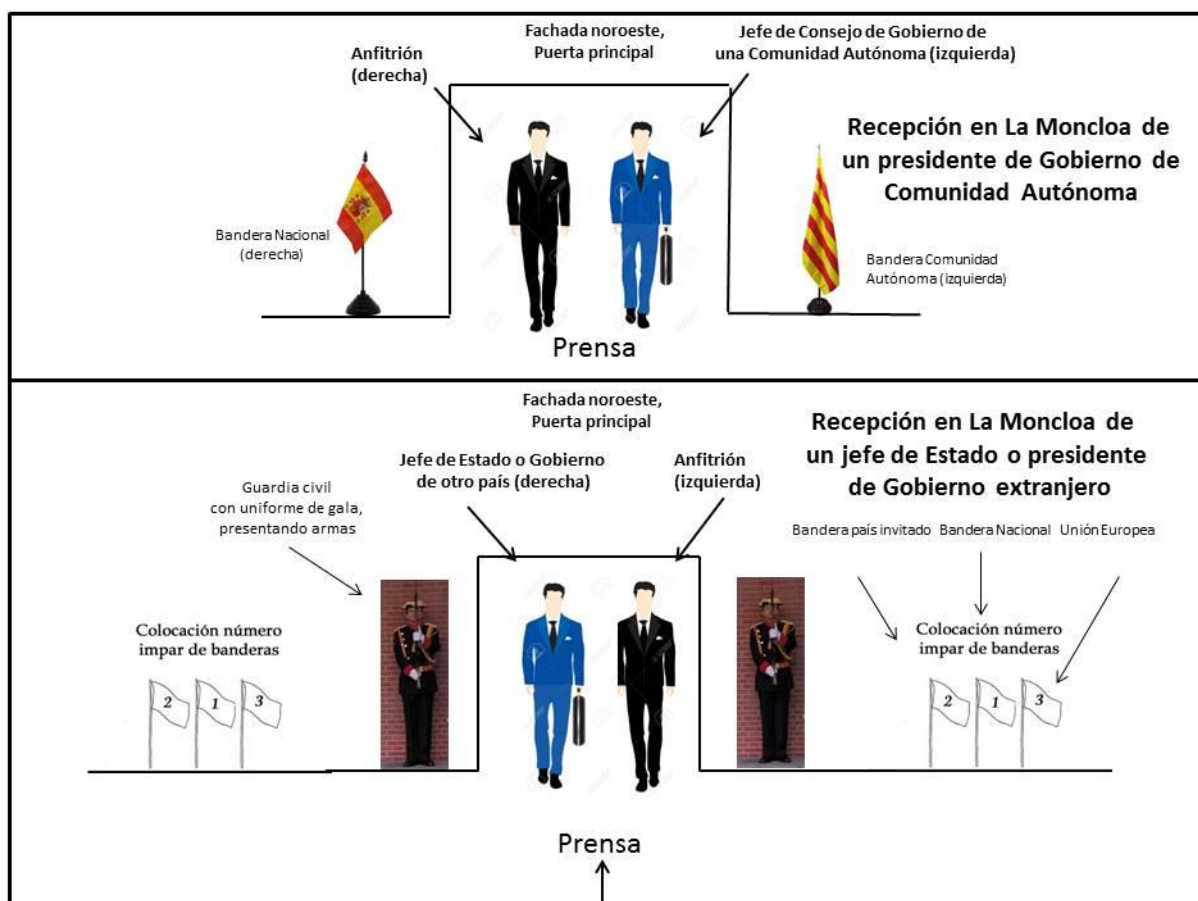 Fachada noroeste,
Puerta principal
Anfitrión
(derecha)
Jefe de Consejo de Gobierno de
una Comunidad Autónoma (izquierda)
Recepción en La Moncloa de
un presidente de Gobierno de
Comunidad Autónoma
Bandera Nacional
(derecha)
Bandera Comunidad
Autónoma (izquierda)
Prensa
Fachada noroeste,
Puerta principal
Recepción en La Moncloa de
un jefe de Estado o presidente
de Gobierno extranjero
Jefe de Estado o Gobierno
de otro país (derecha)
Anfitrión
(izquierda)
Guardia civil
con uniforme de gala,
presentando armas
Bandera país invitado Bandera Nacional Unión Europea
Colocación número
impar de banderas
2 1 3
Colocación número
impar de banderas
2 1 3
Prensa